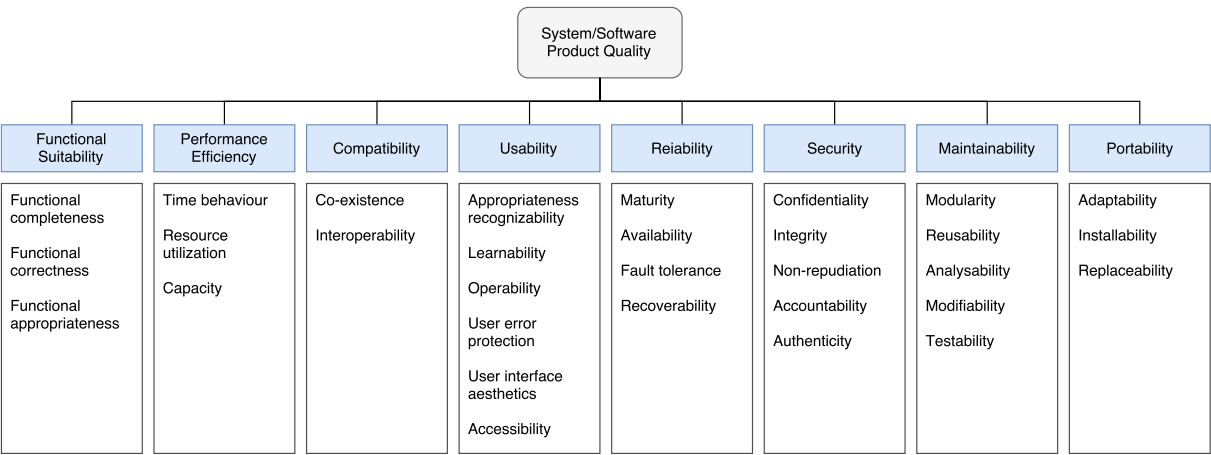 System/Software
Product Quality
Functional
Suitability
Performance
Efficiency
Compatibility
Usability
Reiability
Security
Maintainability
Portability
Functional
completeness
Functional
correctness
Functional
appropriateness
Time behaviour
Resource
utilization
Capacity
Co-existence
Interoperability
Appropriateness
recognizability
Learnability
Operability
User error
protection
User interface
aesthetics
Accessibility
Maturity
Availability
Fault tolerance
Recoverability
Confidentiality
Integrity
Non-repudiation
Accountability
Authenticity
Modularity
Reusability
Analysability
Modifiability
Testability
Adaptability
Installability
Replaceability